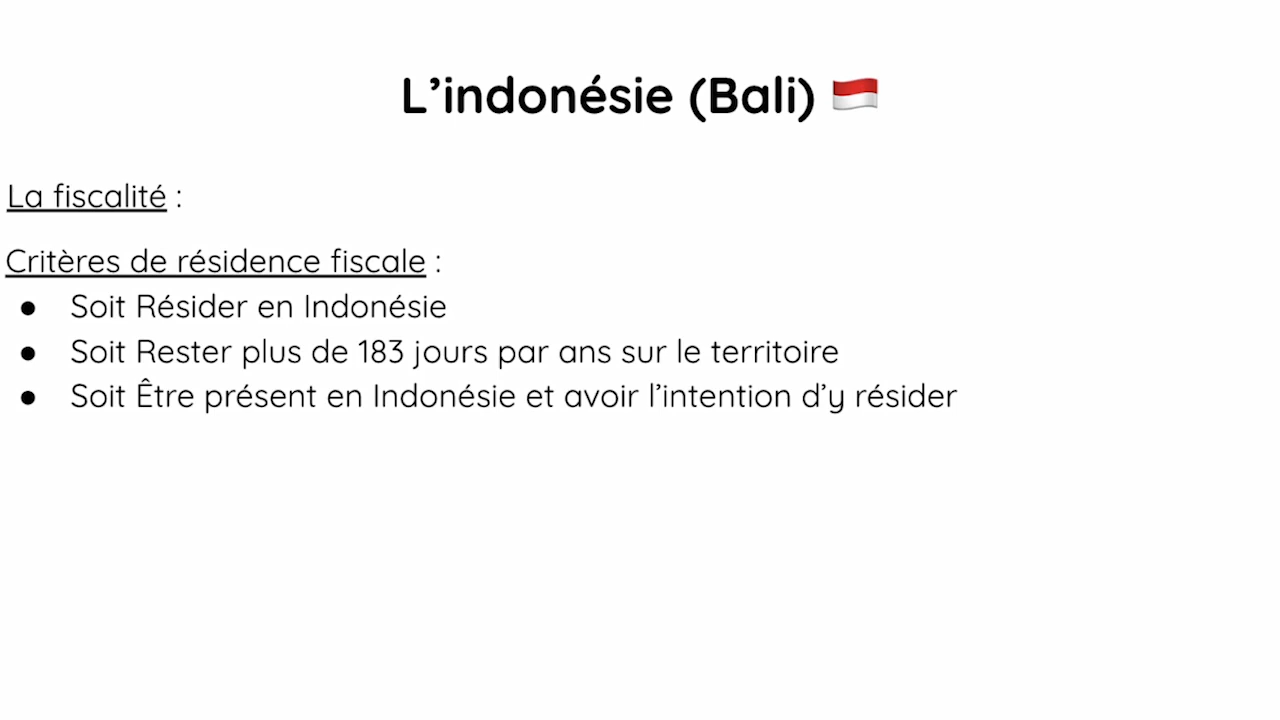 L’indonésie (Bali) 🇮🇩
La fiscalité :
Critères de résidence fiscale :
● Soit Résider en Indonésie
● Soit Rester plus de 183 jours par ans sur le territoire
● Soit Être présent en Indonésie et avoir l’intention d’y résider